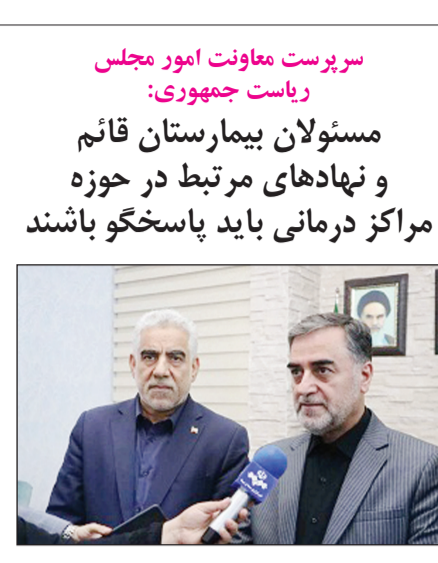 سرپرست معاونت امور مجلس
ریاست جمهوری:
مسئولان بیمارستان قائم
و نهادهای مرتبط در حوزه
مراکز درمانی باید پاسخگو باشند